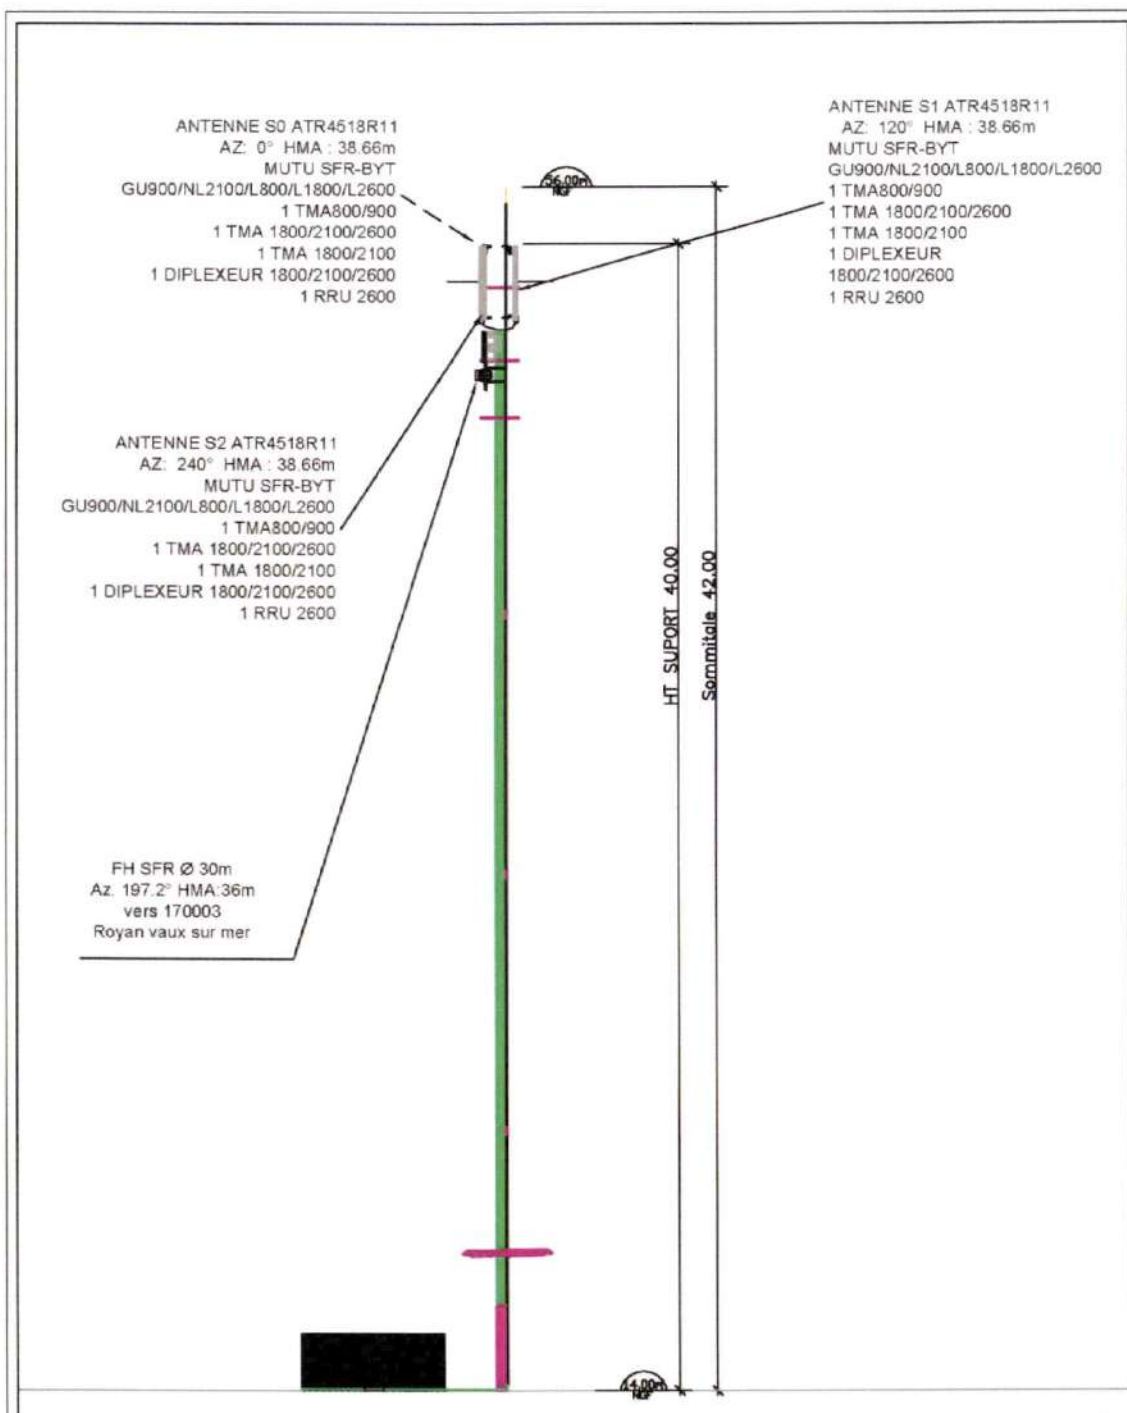 ANTENNE S0 ATR4518R11
AZ: 0° HMA : 38.66m
MUTU SFR-BYT
GU900/NL2100/L800/L1800/L2600
1 TMA800/900
1 TMA 1800/2100/2600
1 TMA 1800/2100
1 DIPLEXEUR 1800/2100/2600
1 RRU 2600
ANTENNE S1 ATR4518R11
AZ: 120° HMA : 38.66m
MUTU SFR-BYT
GU900/NL2100/L800/L1800/L2600
1 TMA800/900
1 TMA 1800/2100/2600
1 TMA 1800/2100
1 DIPLEXEUR
1800/2100/2600
1 RRU 2600
56.00m
NGF
ANTENNE S2 ATR4518R11
AZ: 240° HMA : 38.66m
MUTU SFR-BYT
GU900/NL2100/L800/L1800/L2600
1 TMA800/900
1 TMA 1800/2100/2600
1 TMA 1800/2100
1 DIPLEXEUR 1800/2100/2600
1 RRU 2600
HT SUPORT 40.00
Sommitale 42.00
FH SFR Ø 30m
Az. 197.2° HMA:36m
vers 170003
Royan vaux sur mer
14.00m
NGF